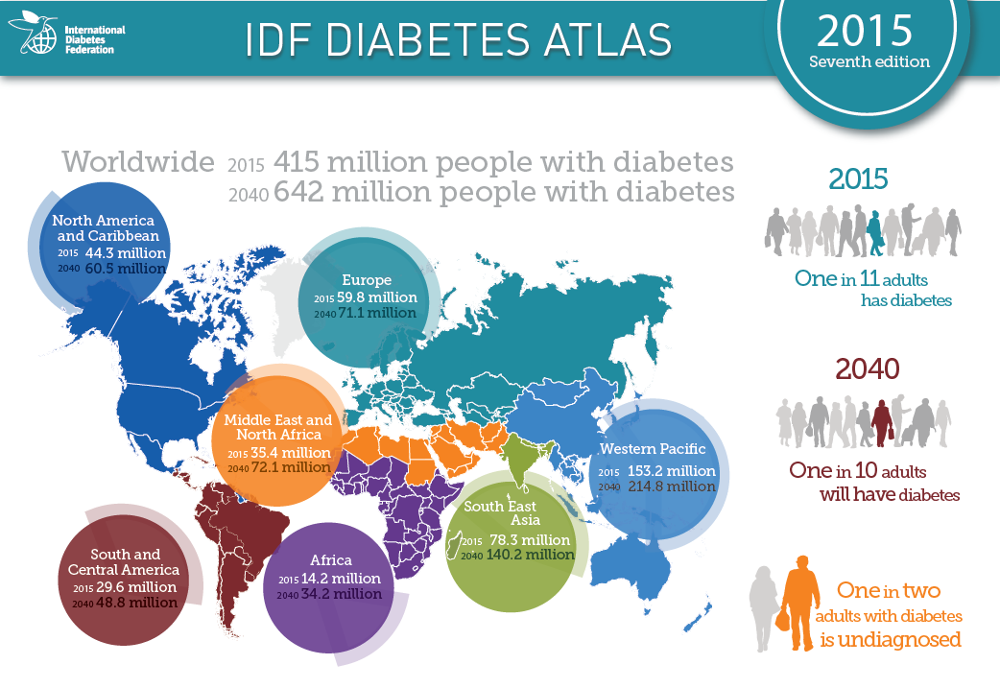 International
Diabetes
Federation
IDF DIABETES ATLAS
2015
Seventh edition
Worldwide 2015 415 million people with diabetes
2040 642 million people with diabetes
North America
and Caribbean
2015 44.3 million
2040 60.5 million
Europe
2015 59.8 million
2040 71.1 million
Middle East and
North Africa
2015 35.4 million
2040 72.1 million
Western Pacific
2015 153.2 million
2040 214.8 million
South East
Asia
2015 78.3 million
2040 140.2 million
South and
Central America
2015 29.6 million
2040 48.8 million
Africa
2015 14.2 million
2040 34.2 million
2015
One in 11 adults
has diabetes
2040
One in 10 adults
will have diabetes
One in two
adults with diabetes
is undiagnosed